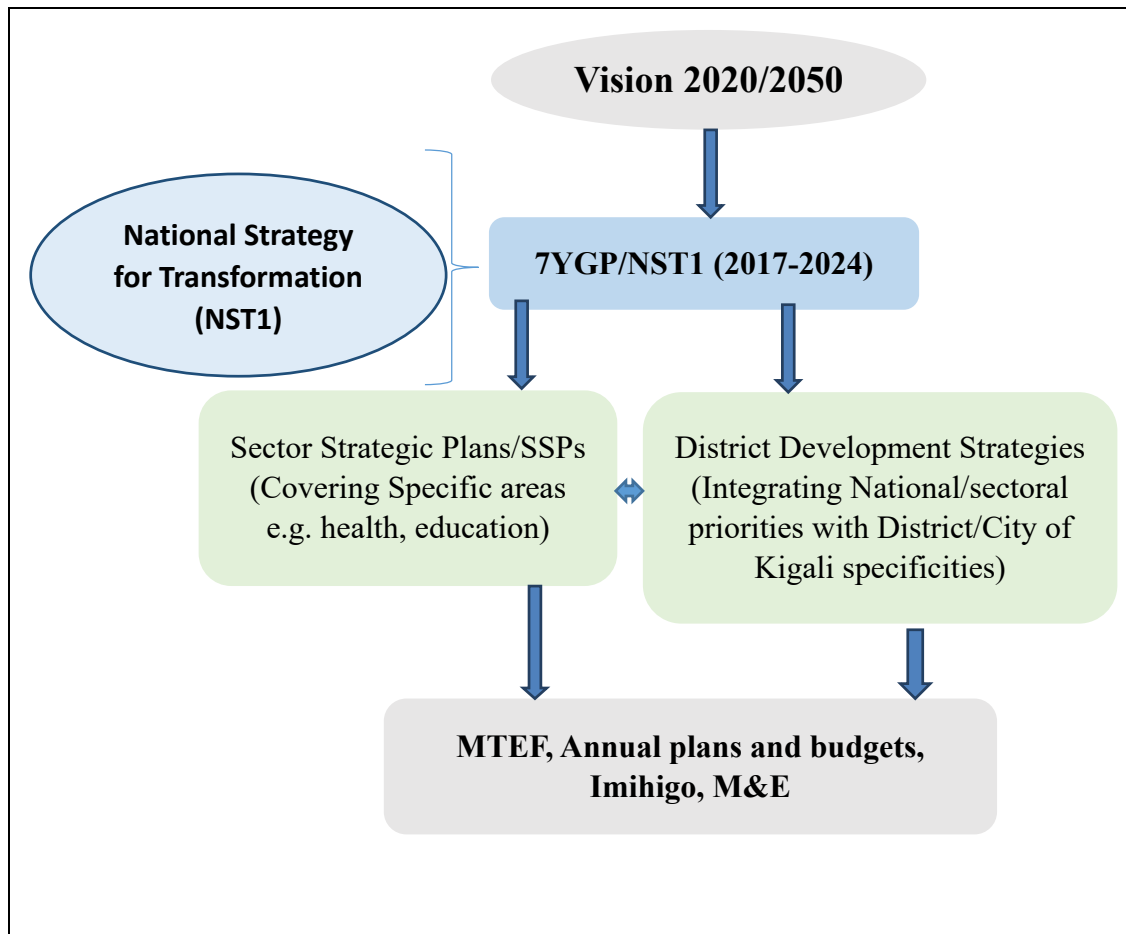 Vision 2020/2050
National Strategy
for Transformation
(NST1)
7YGP/NST1 (2017-2024)
Sector Strategic Plans/SSPs
(Covering Specific areas
e.g. health, education)
District Development Strategies
(Integrating National/sectoral
priorities with District/City of
Kigali specificities)
MTEF, Annual plans and budgets,
Imihigo, M&E